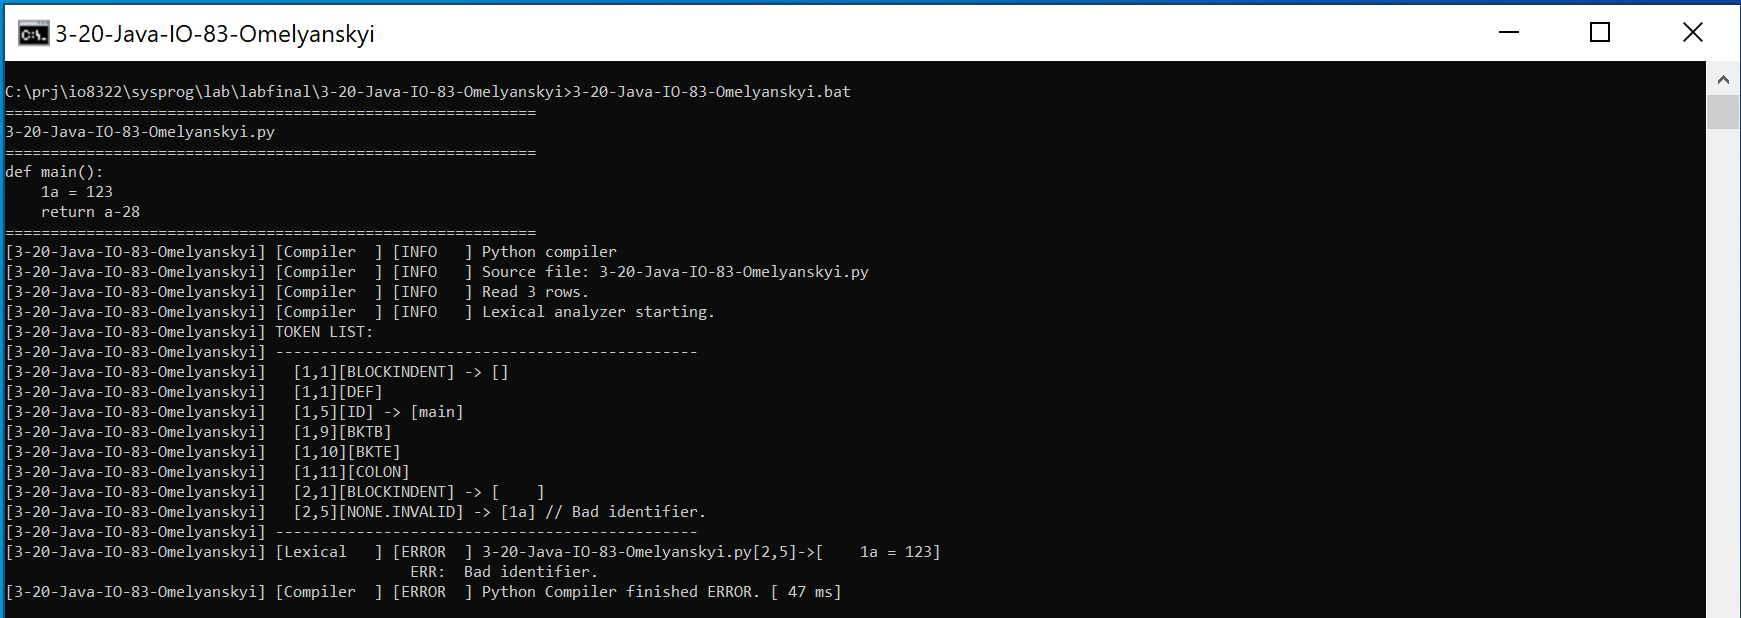 3-20-Java-IO-83-Omelyanskyi
C:\prj\io8322\sysprog\lab\labfinal\3-20-Java-IO-83-Omelyanskyi>3-20-Java-IO-83-Omelyanskyi.bat
===========================================================
3-20-Java-IO-83-Omelyanskyi.py
===========================================================
def main():
    1a = 123
    return a-28
===========================================================
[3-20-Java-IO-83-Omelyanskyi] [Compiler  ] [INFO   ] Python compiler
[3-20-Java-IO-83-Omelyanskyi] [Compiler  ] [INFO   ] Source file: 3-20-Java-IO-83-Omelyanskyi.py
[3-20-Java-IO-83-Omelyanskyi] [Compiler  ] [INFO   ] Read 3 rows.
[3-20-Java-IO-83-Omelyanskyi] [Compiler  ] [INFO   ] Lexical analyzer starting.
[3-20-Java-IO-83-Omelyanskyi] TOKEN LIST:
[3-20-Java-IO-83-Omelyanskyi] -----------------------------------------------
[3-20-Java-IO-83-Omelyanskyi]   [1,1][BLOCKINDENT] -> []
[3-20-Java-IO-83-Omelyanskyi]   [1,1][DEF]
[3-20-Java-IO-83-Omelyanskyi]   [1,5][ID] -> [main]
[3-20-Java-IO-83-Omelyanskyi]   [1,9][BKTB]
[3-20-Java-IO-83-Omelyanskyi]   [1,10][BKTE]
[3-20-Java-IO-83-Omelyanskyi]   [1,11][COLON]
[3-20-Java-IO-83-Omelyanskyi]   [2,1][BLOCKINDENT] -> [    ]
[3-20-Java-IO-83-Omelyanskyi]   [2,5][NONE.INVALID] -> [1a] // Bad identifier.
[3-20-Java-IO-83-Omelyanskyi] -----------------------------------------------
[3-20-Java-IO-83-Omelyanskyi] [Lexical   ] [ERROR  ] 3-20-Java-IO-83-Omelyanskyi.py[2,5]->[    1a = 123]
                                             ERR:  Bad identifier.
[3-20-Java-IO-83-Omelyanskyi] [Compiler  ] [ERROR  ] Python Compiler finished ERROR. [ 47 ms]